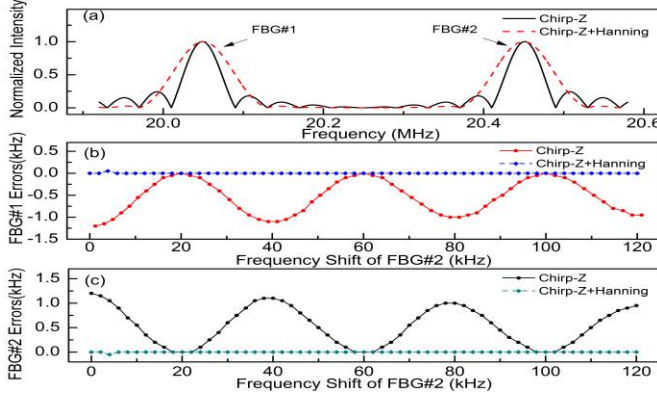 (a)
Chirp-Z
Chirp-Z+Hanning
FBG#1
FBG#2
Normalized Intensity
1.0
0.5
0.0
20.0 20.2 20.4 20.6
Frequency (MHz)
(b)
Chirp-Z
Chirp-Z+Hanning
FBG#1 Errors(kHz)
0.5
0.0
-0.5
-1.0
-1.5
0 20 40 60 80 100 120
Frequency Shift of FBG#2 (kHz)
(c)
Chirp-Z
Chirp-Z+Hanning
FBG#2 Errors(kHz)
1.5
1.0
0.5
0.0
0 20 40 60 80 100 120
Frequency Shift of FBG#2 (kHz)